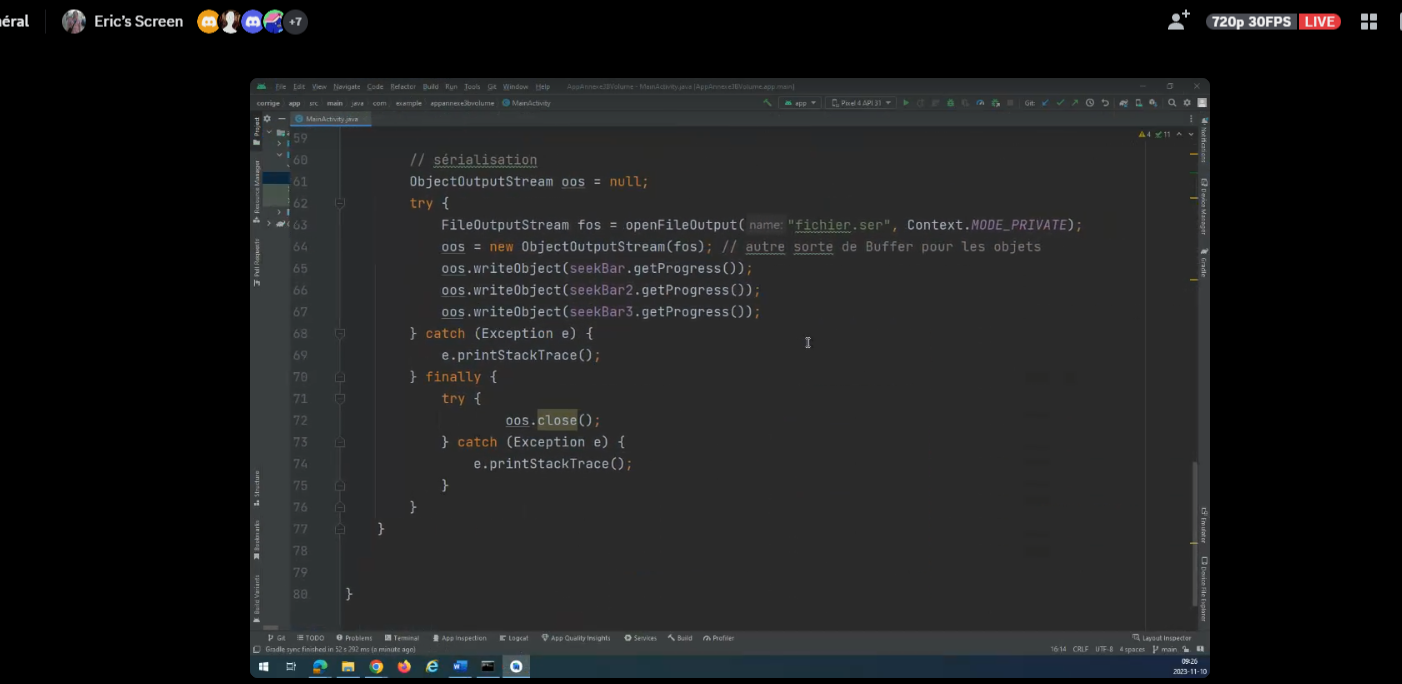 éral Eric's Screen +7 720p 30FPS LIVE
File Edit View Navigate Code Refactor Build Run Tools Git Window Help AppAnnexe3BVolume - MainActivity.java [AppAnnexe3BVolume.app.main]
corrige app src main java com example appannexe3bvolume MainActivity app Pixel 4 API 31 Git:
Project MainActivity.java
4 11
Notifications
Resource Manager
Device Manager
Pull Requests
Gradle
59
60 // sérialisation
61 ObjectOutputStream oos = null;
62 try {
63 FileOutputStream fos = openFileOutput( name: "fichier.ser", Context.MODE_PRIVATE);
64 oos = new ObjectOutputStream(fos); // autre sorte de Buffer pour les objets
65 oos.writeObject(seekBar.getProgress());
66 oos.writeObject(seekBar2.getProgress());
67 oos.writeObject(seekBar3.getProgress());
68 } catch (Exception e) {
69 e.printStackTrace();
70 } finally {
71 try {
72 oos.close();
73 } catch (Exception e) {
74 e.printStackTrace();
75 }
76 }
77 }
78
79
80 }
Structure
Bookmarks
Build Variants
Emulator
Device File Explorer
Git TODO Problems Terminal App Inspection Logcat App Quality Insights Services Build Profiler Layout Inspector
Gradle sync finished in 52 s 292 ms (a minute ago) 16:14 CRLF UTF-8 4 spaces main
09:26
2023-11-10